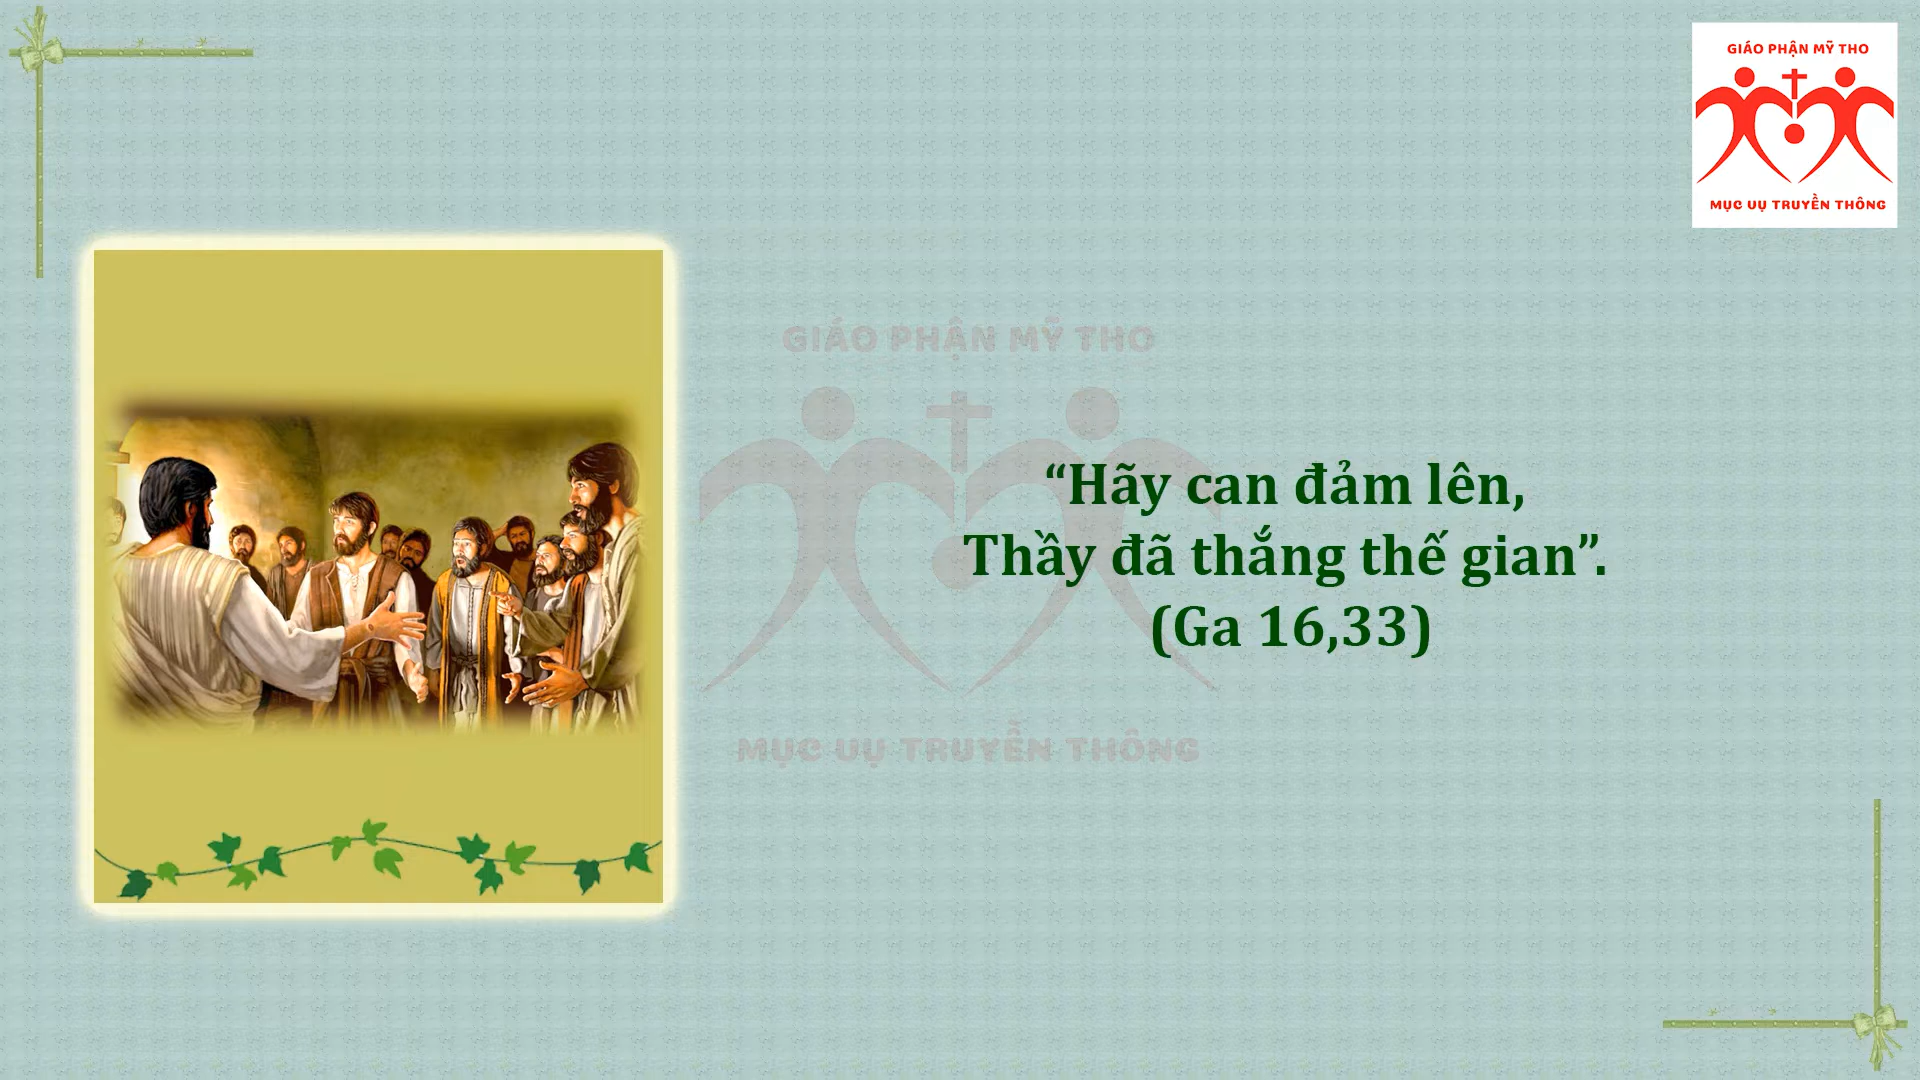 GIÁO PHẬN MỸ THO
MỤC VỤ TRUYỀN THÔNG
GIÁO PHẬN MỸ THO
“Hãy can đảm lên,
Thầy đã thắng thế gian”.
(Ga 16,33)
MỤC VỤ TRUYỀN THÔNG